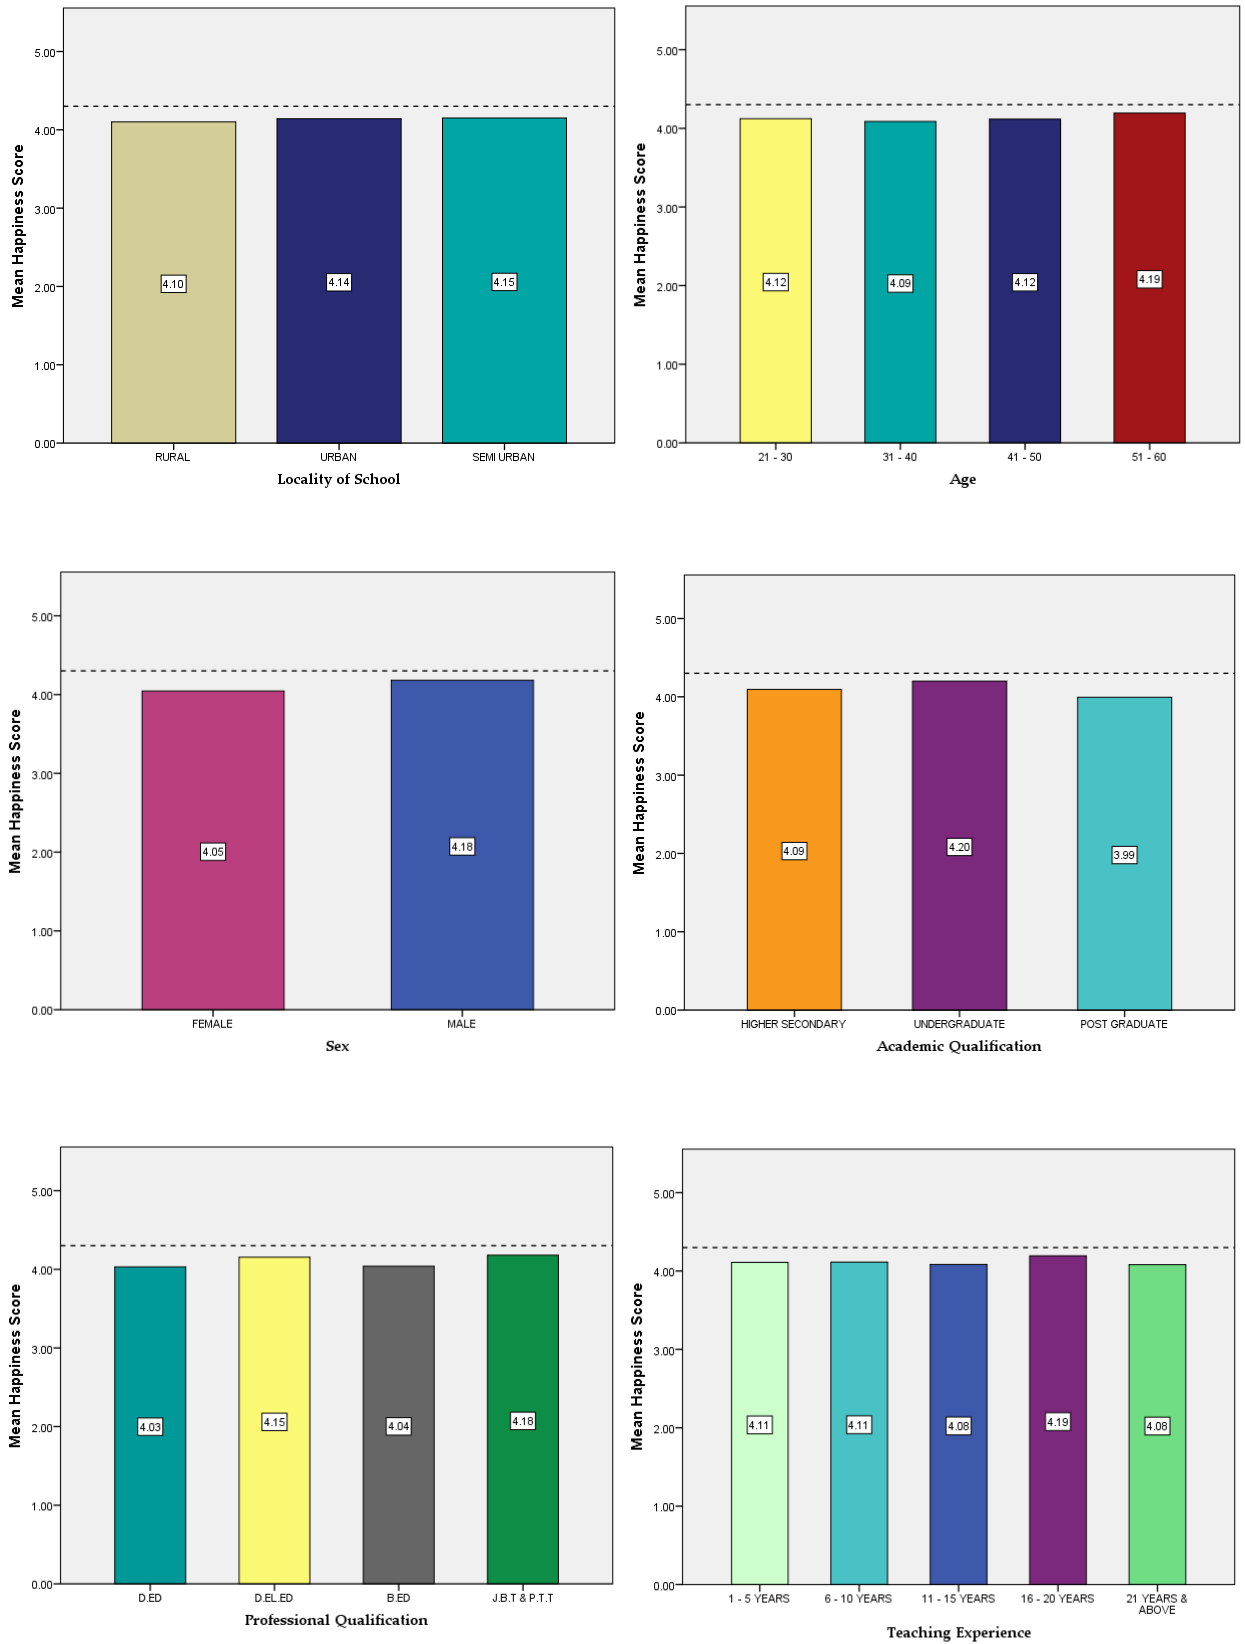 Mean Happiness Score
5.00
4.00
3.00
2.00
1.00
0.00
4.10
4.14
4.15
RURAL
URBAN
SEMI URBAN
Locality of School
Mean Happiness Score
5.00
4.00
3.00
2.00
1.00
0.00
4.12
4.09
4.12
4.19
21 - 30
31 - 40
41 - 50
51 - 60
Age
Mean Happiness Score
5.00
4.00
3.00
2.00
1.00
0.00
4.05
4.18
FEMALE
MALE
Sex
Mean Happiness Score
5.00
4.00
3.00
2.00
1.00
0.00
4.09
4.20
3.99
HIGHER SECONDARY
UNDERGRADUATE
POST GRADUATE
Academic Qualification
Mean Happiness Score
5.00
4.00
3.00
2.00
1.00
0.00
4.03
4.15
4.04
4.18
D.ED
D.EL.ED
B.ED
J.B.T & P.T.T
Professional Qualification
Mean Happiness Score
5.00
4.00
3.00
2.00
1.00
0.00
4.11
4.11
4.08
4.19
4.08
1 - 5 YEARS
6 - 10 YEARS
11 - 15 YEARS
16 - 20 YEARS
21 YEARS &
ABOVE
Teaching Experience